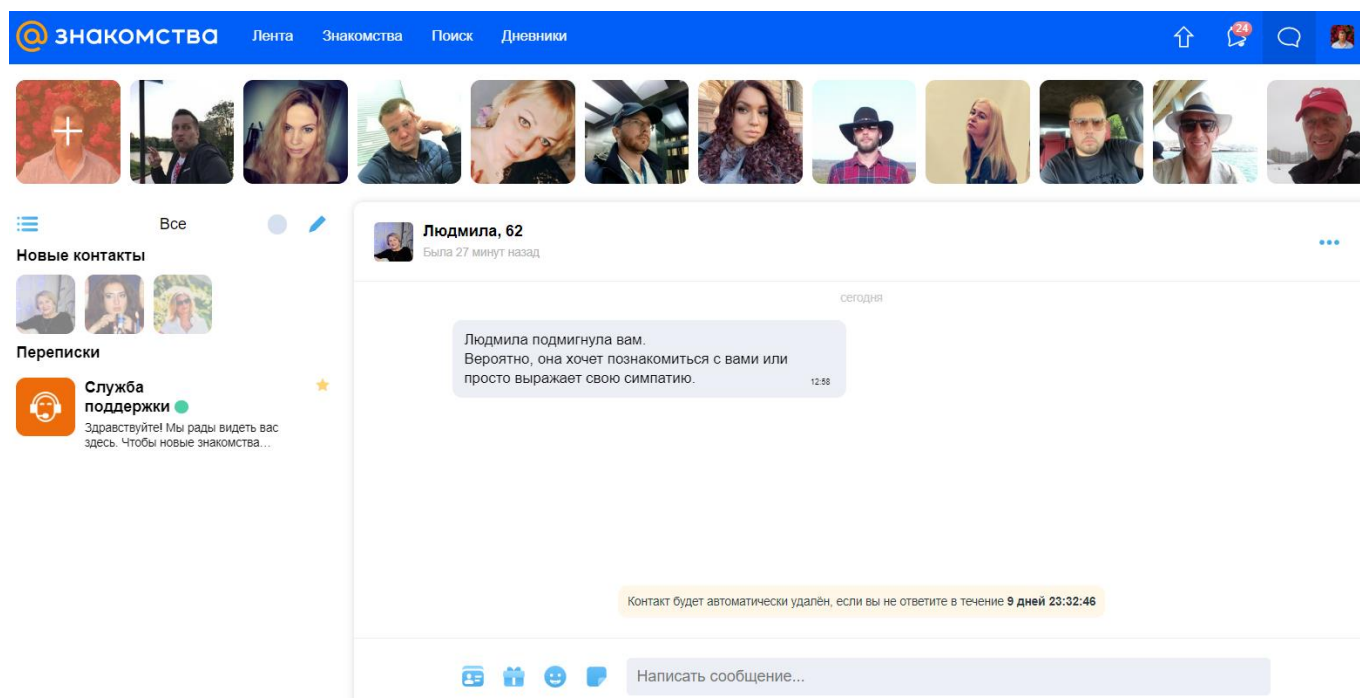 @ знакомства
Лента Знакомства Поиск Дневники
24
Все
Новые контакты
Переписки
Служба
поддержки
Здравствуйте! Мы рады видеть вас
здесь. Чтобы новые знакомства...
Людмила, 62
Была 27 минут назад
сегодня
Людмила подмигнула вам.
Вероятно, она хочет познакомиться с вами или
просто выражает свою симпатию.
12:58
Контакт будет автоматически удалён, если вы не ответите в течение 9 дней 23:32:46
Написать сообщение...